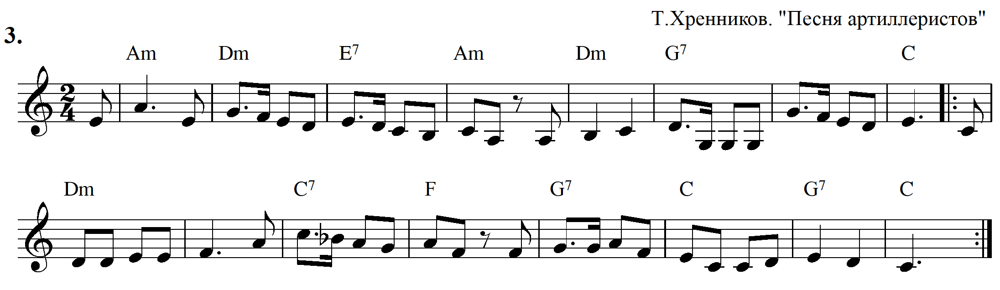 Т.Хренников. "Песня артиллеристов"
3.
Am Dm E7 Am Dm G7 C
2
4
Dm C7 F G7 C G7 C